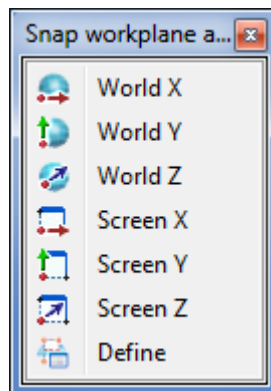 Snap workplane a...
World X
World Y
World Z
Screen X
Screen Y
Screen Z
Define